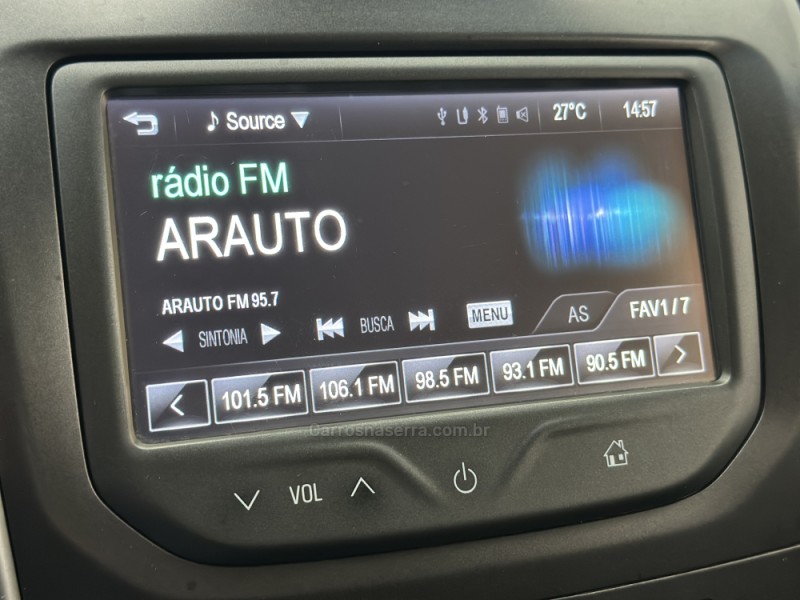 Source 27°C 14:57
rádio FM
ARAUTO
ARAUTO FM 95.7
SINTONIA BUSCA MENU AS FAV1 / 7
101.5 FM 106.1 FM 98.5 FM 93.1 FM 90.5 FM
Carrosnaserra.com.br
VOL